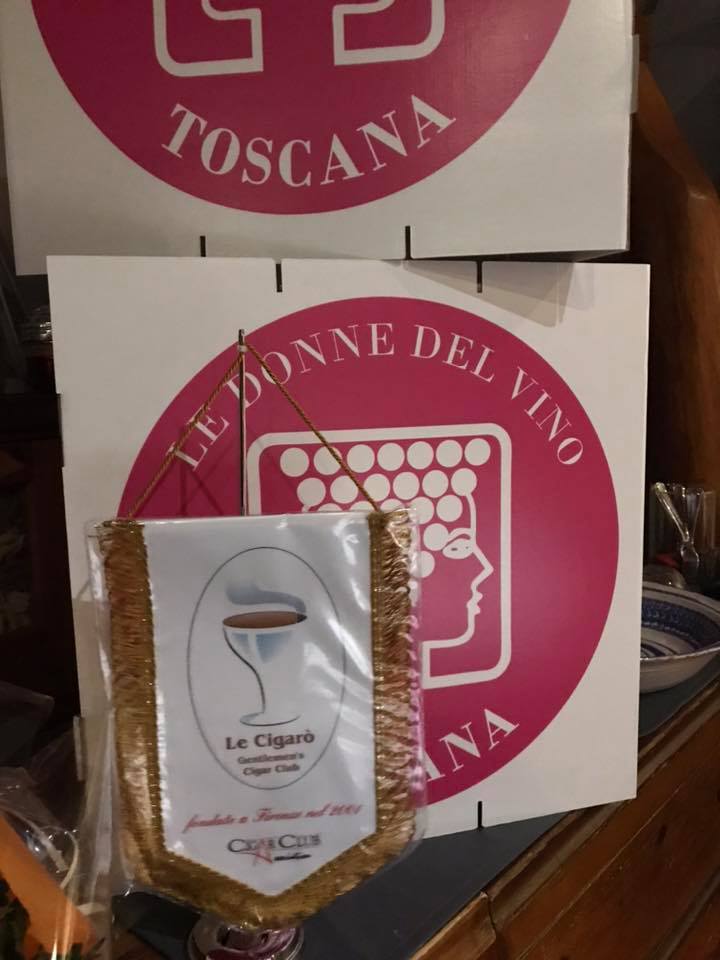 TOSCANA
LE DONNE DEL VINO
ANA
Le Cigarò
Gentlemen's
Cigar Club
fondato a Firenze nel 2001
CIGAR CLUB